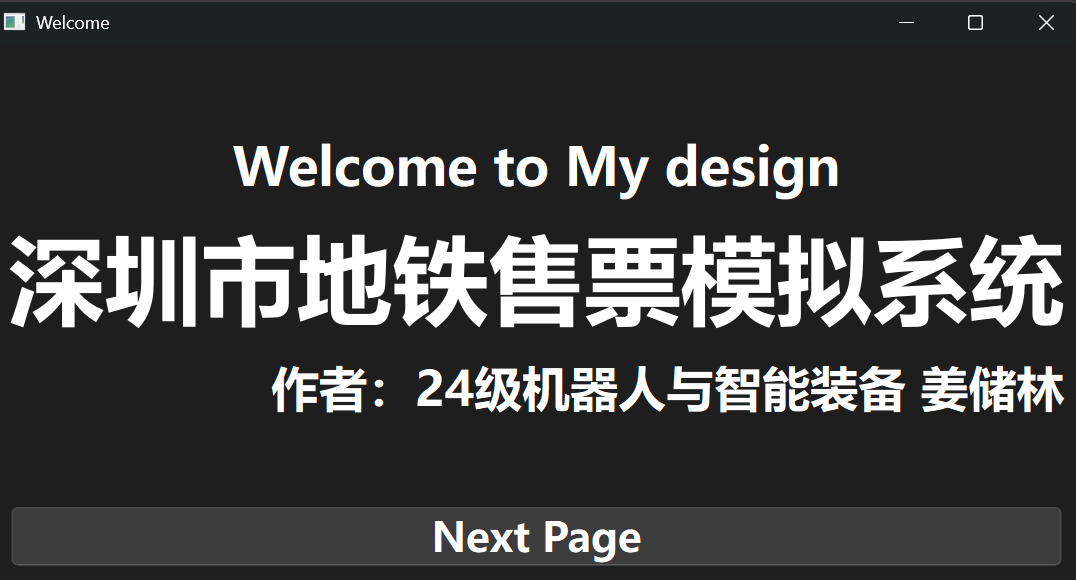 Welcome
Welcome to My design
深圳市地铁售票模拟系统
作者：24级机器人与智能装备 姜储林
Next Page